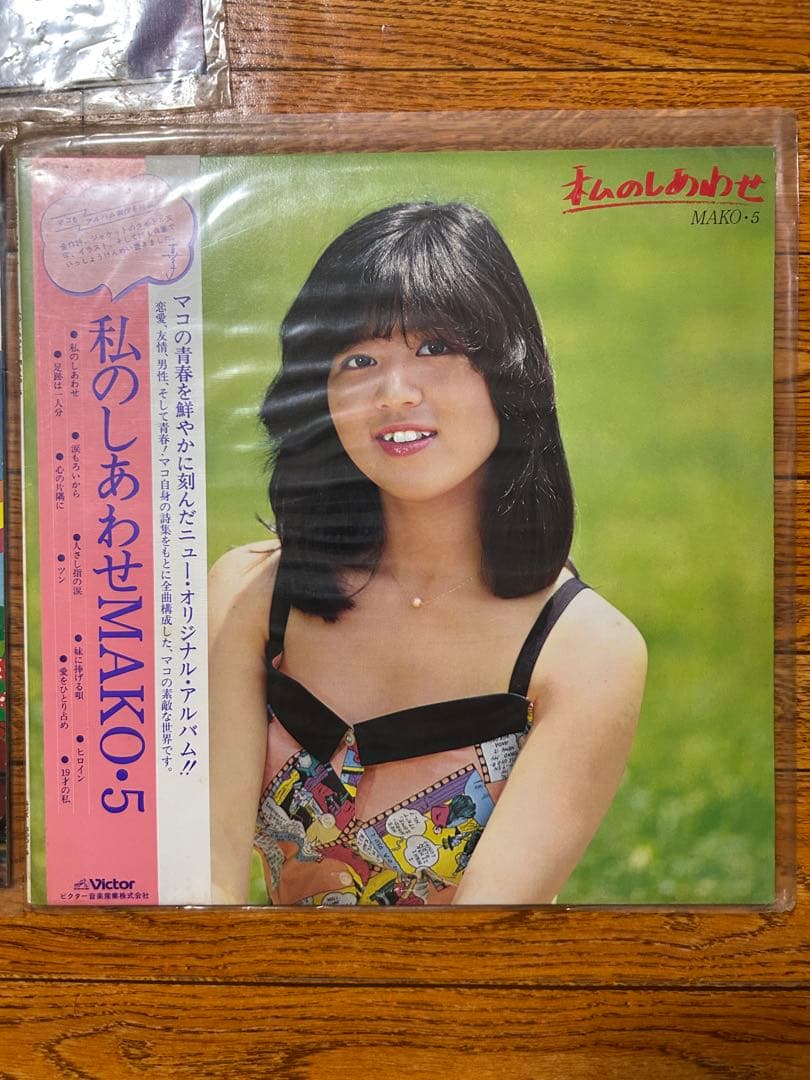 私のしあわせ
MAKO・5
マコの青春を鮮やかに刻んだニュー・オリジナル・アルバム!!
恋愛、友情、男性、そして青春!マコ自身の詩集をもとに全曲構成した、マコの素敵な世界です。
私のしあわせMAKO・5
●私のしあわせ
●涙もろいから
●人さし指の涙
●妹に捧げる唄
●ヒロイン
●足跡は一人分
●心の片隅に
●ツン
●愛をひとり占め
●19才の私
Victor
ビクター音楽産業株式会社